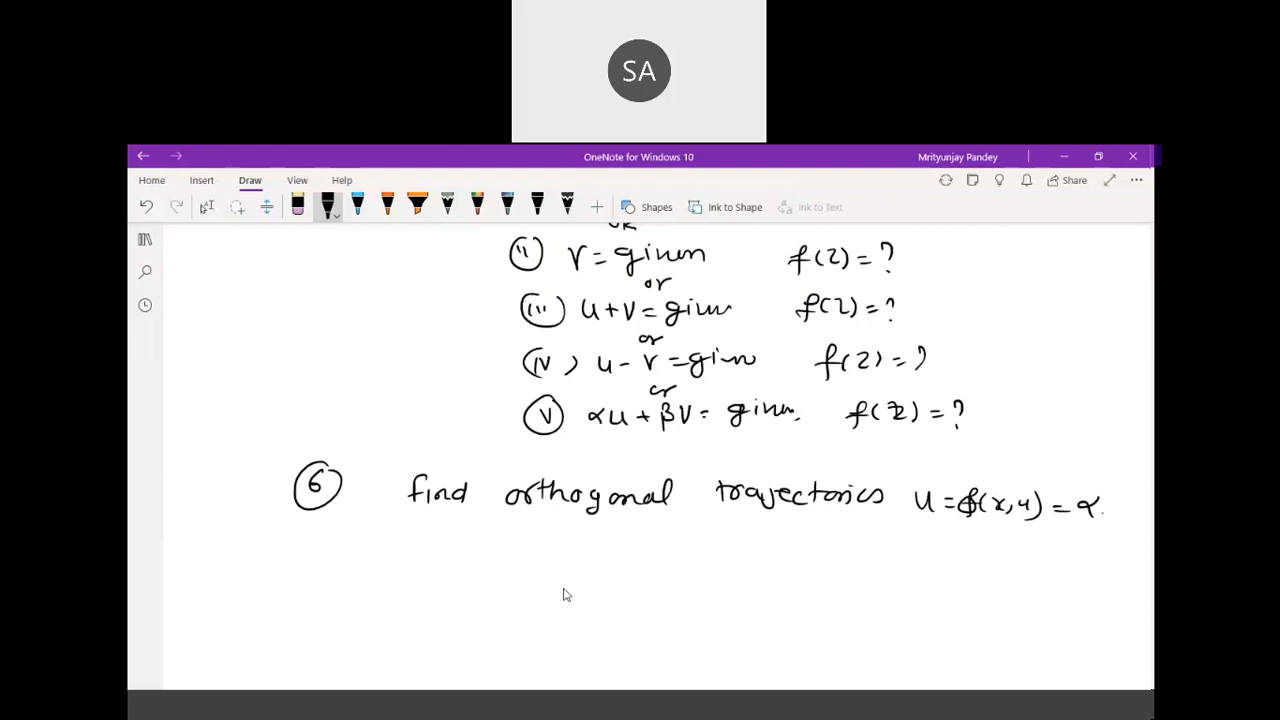 SA
OneNote for Windows 10
Mrityunjay Pandey
Home Insert Draw View Help
Share
Shapes Ink to Shape Ink to Text
or
(ii) V = given f(z) = ?
or
(iii) u+v = given f(z) = ?
or
(iv) u - v = given f(z) = ?
or
(v) αu + βv = given. f(z) = ?
(6) find orthogonal trajectories u = ϕ(x,y) = α.